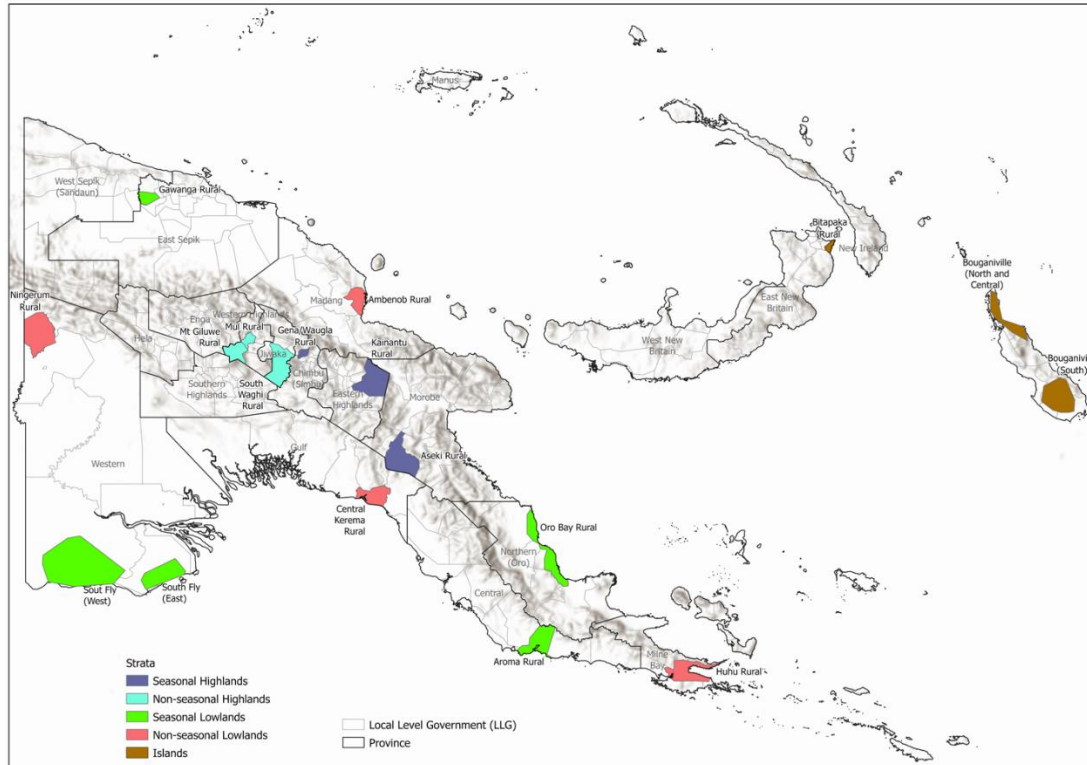 Manus
West Sepik
(Sandaun)
Gawanga Rural
East Sepik
Bitapaka
Rural
New Ireland
Bouganiville
(North and
Central)
Ningerum
Rural
Madang
Ambenob Rural
East New
Britain
Enga
Western Highlands
Mul Rural
Mt Giluwe
Rural
Gena/Waugla
Rural
Kainantu
Rural
Hela
Jiwaka
Chimbu
(Simbu)
West New
Britain
Bouganivil
(South)
Southern
Highlands
South
Waghi
Rural
Eastern
Highlands
Morobe
Western
Gulf
Aseki Rural
Central
Kerema
Rural
Oro Bay Rural
Northern
(Oro)
Sout Fly
(West)
South Fly
(East)
Central
Aroma Rural
Milne
Bay
Huhu Rural
Strata
Seasonal Highlands
Non-seasonal Highlands
Seasonal Lowlands
Non-seasonal Lowlands
Islands
Local Level Government (LLG)
Province